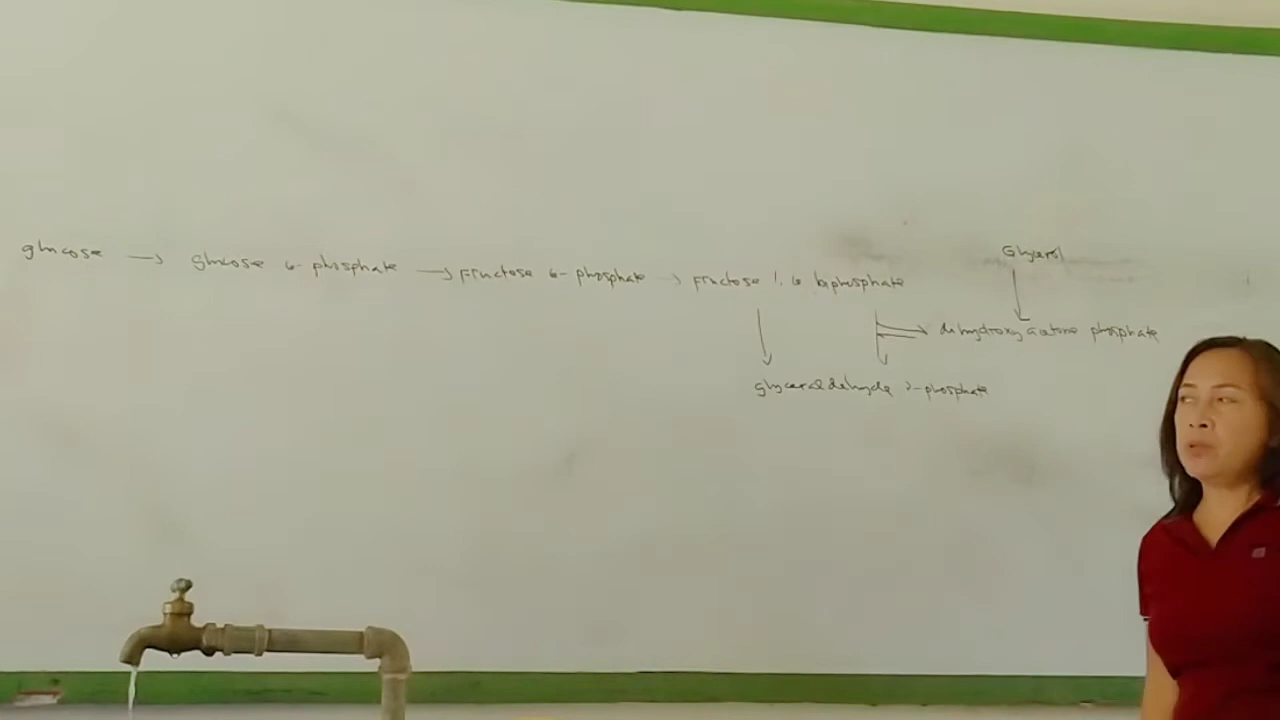 glucose → glucose 6-phosphate → fructose 6-phosphate → fructose 1,6 biphosphate
Glycerol
dihydroxyacetone phosphate
glyceraldehyde 3-phosphate